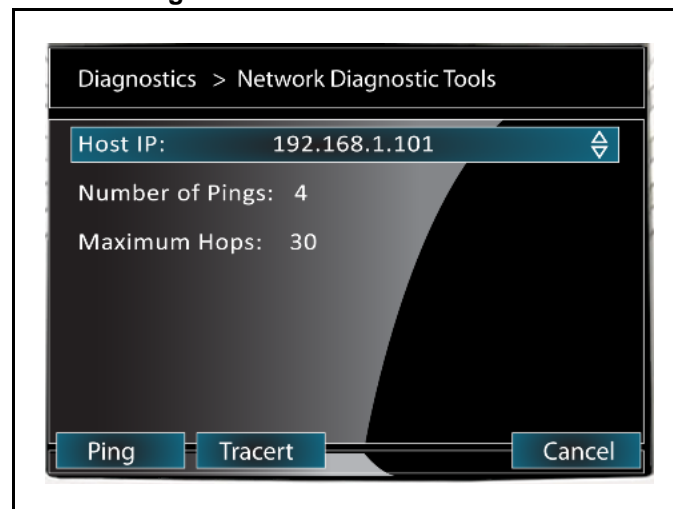 Diagnostics > Network Diagnostic Tools
Host IP: 192.168.1.101
Number of Pings: 4
Maximum Hops: 30
Ping Tracert Cancel